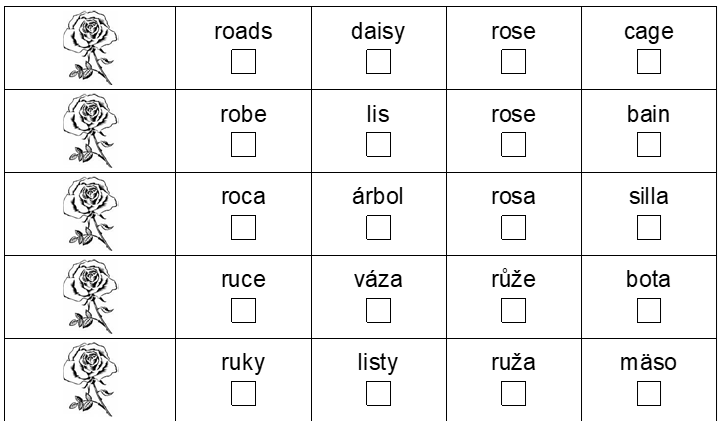 roads daisy rose cage
robe lis rose bain
roca árbol rosa silla
ruce váza růže bota
ruky listy ruža mäso